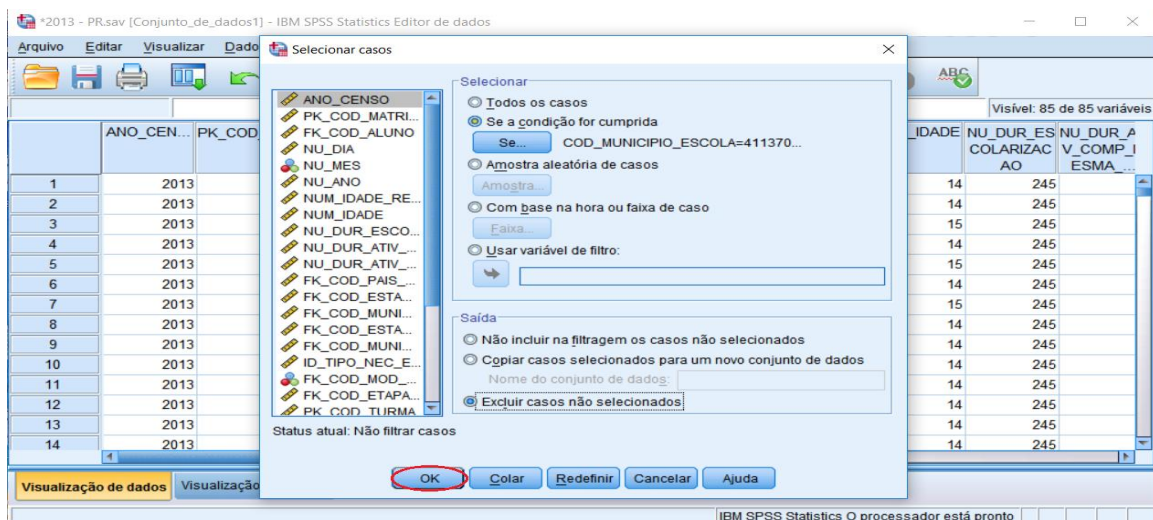 *2013 - PR.sav [Conjunto_de_dados1] - IBM SPSS Statistics Editor de dados
Arquivo Editar Visualizar Dado
Selecionar casos
Visível: 85 de 85 variáveis
ANO_CEN... PK_COD_
IDADE NU_DUR_ES COLARIZAC AO NU_DUR_A V_COMP_I ESMA_...
1 2013 14 245
2 2013 14 245
3 2013 15 245
4 2013 14 245
5 2013 15 245
6 2013 14 245
7 2013 15 245
8 2013 14 245
9 2013 14 245
10 2013 14 245
11 2013 14 245
12 2013 14 245
13 2013 14 245
14 2013 14 245
ANO_CENSO
PK_COD_MATRI...
FK_COD_ALUNO
NU_DIA
NU_MES
NU_ANO
NUM_IDADE_RE...
NUM_IDADE
NU_DUR_ESCO...
NU_DUR_ATIV_...
NU_DUR_ATIV_...
FK_COD_PAIS_...
FK_COD_ESTA...
FK_COD_MUNI...
FK_COD_ESTA...
FK_COD_MUNI...
ID_TIPO_NEC_E...
FK_COD_MOD_...
FK_COD_ETAPA...
PK_COD_TURMA
Selecionar
Todos os casos
Se a condição for cumprida
Se... COD_MUNICIPIO_ESCOLA=411370...
Amostra aleatória de casos
Amostra...
Com base na hora ou faixa de caso
Faixa...
Usar variável de filtro:
Saída
Não incluir na filtragem os casos não selecionados
Copiar casos selecionados para um novo conjunto de dados
Nome do conjunto de dados:
Excluir casos não selecionados
Status atual: Não filtrar casos
OK Colar Redefinir Cancelar Ajuda
Visualização de dados Visualização
IBM SPSS Statistics O processador está pronto